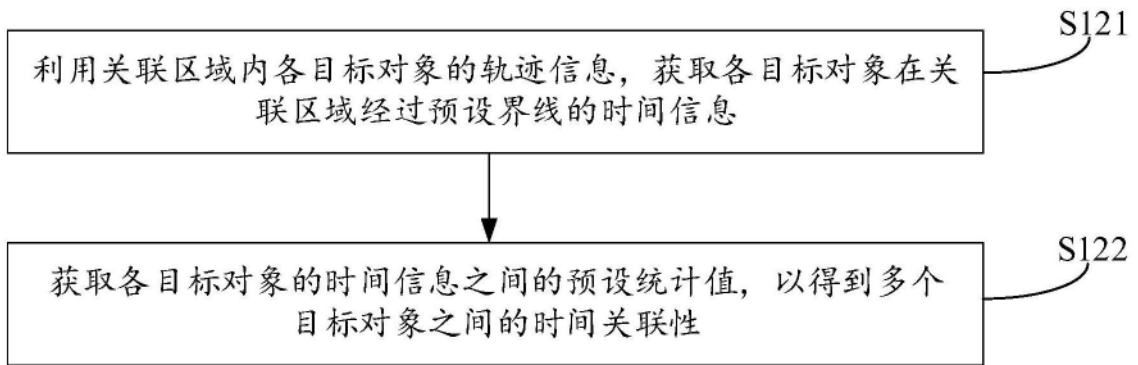 S121
利用关联区域内各目标对象的轨迹信息，获取各目标对象在关
联区域经过预设界线的时间信息
S122
获取各目标对象的时间信息之间的预设统计值，以得到多个
目标对象之间的时间关联性